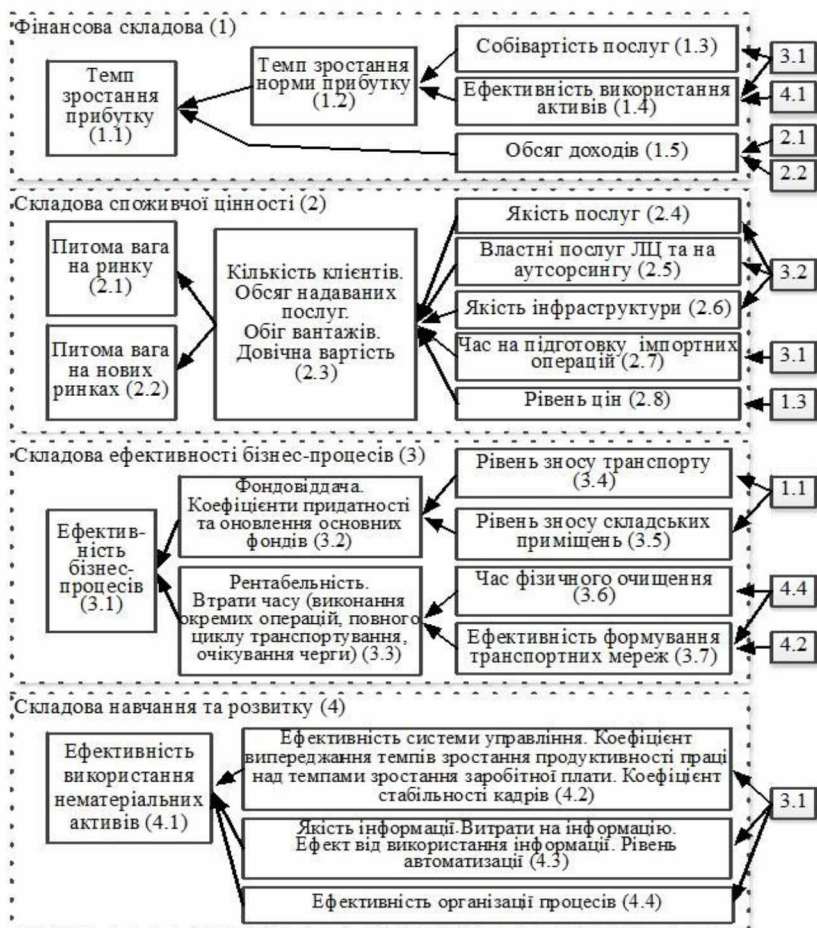 Фінансова складова (1)
Темп
зростання
прибутку
(1.1)
Темп зростання
норми прибутку
(1.2)
Собівартість послуг (1.3)
Ефективність використання
активів (1.4)
Обсяг доходів (1.5)
3.1
4.1
2.1
2.2
Складова споживчої цінності (2)
Питома вага
на ринку
(2.1)
Питома вага
на нових
ринках (2.2)
Кількість клієнтів.
Обсяг надаваних
послуг.
Обіг вантажів.
Довічна вартість
(2.3)
Якість послуг (2.4)
Властні послуг ЛЦ та на
аутсорсингу (2.5)
Якість інфраструктури (2.6)
Час на підготовку імпортних
операцій (2.7)
Рівень цін (2.8)
3.2
3.1
1.3
Складова ефективності бізнес-процесів (3)
Ефектив-
ність
бізнес-
процесів
(3.1)
Фондовіддача.
Коефіцієнти придатності
та оновлення основних
фондів (3.2)
Рентабельність.
Втрати часу (виконання
окремих операцій, повного
циклу транспортування,
очікування черги) (3.3)
Рівень зносу транспорту
(3.4)
Рівень зносу складських
приміщень (3.5)
Час фізичного очищення
(3.6)
Ефективність формування
транспортних мереж (3.7)
1.1
4.4
4.2
Складова навчання та розвитку (4)
Ефективність
використання
нематеріальних
активів (4.1)
Ефективність системи управління. Коефіцієнт
випереджання темпів зростання продуктивності праці
над темпами зростання заробітної плати. Коефіцієнт
стабільності кадрів (4.2)
Якість інформації.Витрати на інформацію.
Ефект від використання інформації. Рівень
автоматизації (4.3)
Ефективність організації процесів (4.4)
3.1